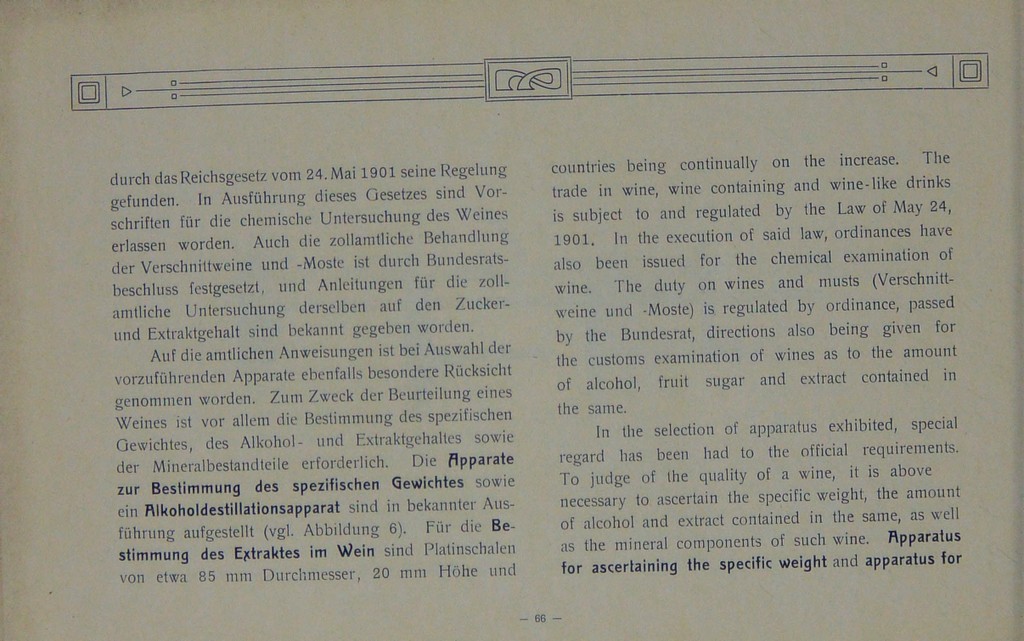 durch das Reichsgesetz vom 24. Mai 1901 seine Regelung
gefunden. In Ausführung dieses Gesetzes sind Vor-
schriften für die chemische Untersuchung des Weines
erlassen worden. Auch die zollamtliche Behandlung
der Verschnittweine und -Moste ist durch Bundesrats-
beschluss festgesetzt, und Anleitungen für die zoll-
amtliche Untersuchung derselben auf den Zucker-
und Extraktgehalt sind bekannt gegeben worden.
Auf die amtlichen Anweisungen ist bei Auswahl der
vorzuführenden Apparate ebenfalls besondere Rücksicht
genommen worden. Zum Zweck der Beurteilung eines
Weines ist vor allem die Bestimmung des spezifischen
Gewichtes, des Alkohol- und Extraktgehaltes sowie
der Mineralbestandteile erforderlich. Die Apparate
zur Bestimmung des spezifischen Gewichtes sowie
ein Alkoholdestillationsapparat sind in bekannter Aus-
führung aufgestellt (vgl. Abbildung 6). Für die Be-
stimmung des Extraktes im Wein sind Platinschalen
von etwa 85 mm Durchmesser, 20 mm Höhe und
countries being continually on the increase. The
trade in wine, wine containing and wine-like drinks
is subject to and regulated by the Law of May 24,
1901. In the execution of said law, ordinances have
also been issued for the chemical examination of
wine. The duty on wines and musts (Verschnitt-
weine und -Moste) is regulated by ordinance, passed
by the Bundesrat, directions also being given for
the customs examination of wines as to the amount
of alcohol, fruit sugar and extract contained in
the same.
In the selection of apparatus exhibited, special
regard has been had to the official requirements.
To judge of the quality of a wine, it is above
necessary to ascertain the specific weight, the amount
of alcohol and extract contained in the same, as well
as the mineral components of such wine. Apparatus
for ascertaining the specific weight and apparatus for
— 66 —